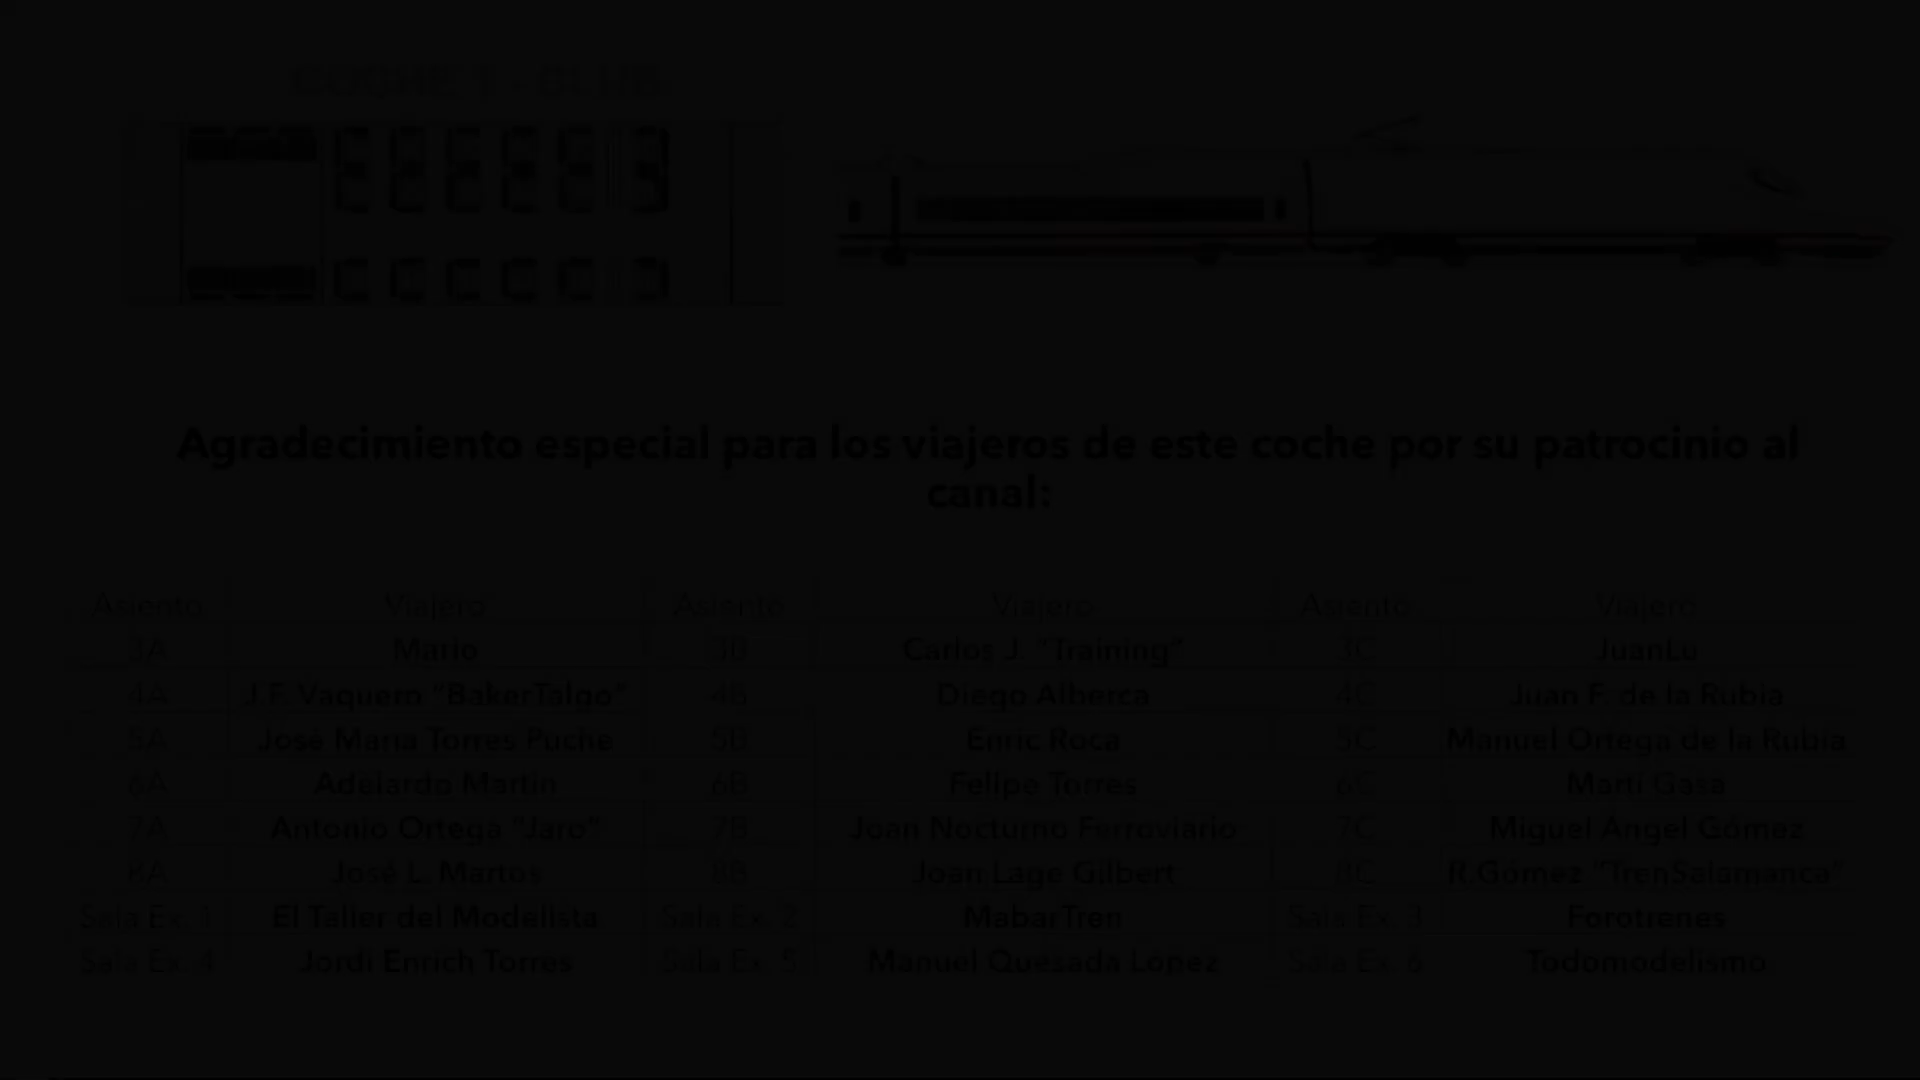 COCHE 1 - CLUB
Agradecimiento especial para los viajeros de este coche por su patrocinio al
canal:
Asiento Viajero Asiento Viajero Asiento Viajero
3A Mario 3B Carlos J. "Training" 3C JuanLu
4A J.F. Vaquero "BakerTalgo" 4B Diego Alberca 4C Juan F. de la Rubia
5A José María Torres Puche 5B Enric Roca 5C Manuel Ortega de la Rubia
6A Adelardo Martín 6B Felipe Torres 6C Martí Gasa
7A Antonio Ortega "Jaro" 7B Joan Nocturno Ferroviario 7C Miguel Ángel Gómez
8A José L. Martos 8B Joan Lage Gilbert 8C R.Gómez "TrenSalamanca"
Sala Ex. 1 El Taller del Modelista Sala Ex. 2 MabarTren Sala Ex. 3 Forotrenes
Sala Ex. 4 Jordi Enrich Torres Sala Ex. 5 Manuel Quesada López Sala Ex. 6 Todomodelismo